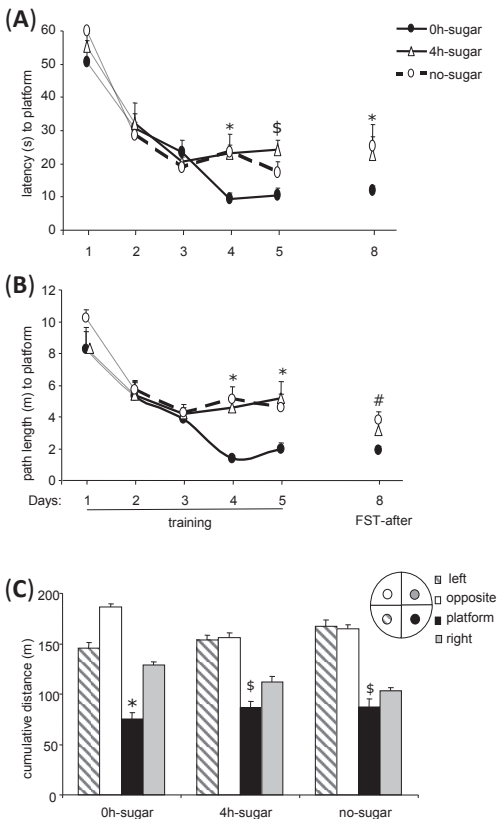 (A)
latency (s) to platform
60
50
40
30
20
10
0
0h-sugar
4h-sugar
no-sugar
*
$
*
1 2 3 4 5 8
(B)
path length (m) to platform
12
10
8
6
4
2
0
*
*
#
Days: 1 2 3 4 5 8
training FST-after
(C)
cumulative distance (m)
200
150
100
50
0
left
opposite
platform
right
*
$
$
0h-sugar 4h-sugar no-sugar